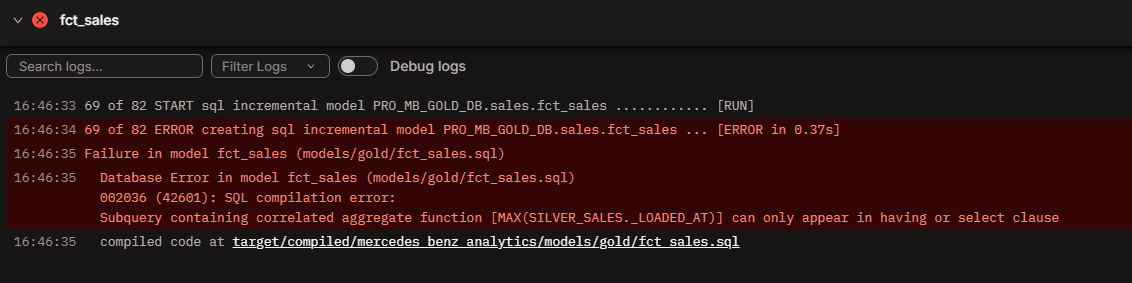 fct_sales
Search logs...
Filter Logs
Debug logs
16:46:33 69 of 82 START sql incremental model PRO_MB_GOLD_DB.sales.fct_sales ............ [RUN]
16:46:34 69 of 82 ERROR creating sql incremental model PRO_MB_GOLD_DB.sales.fct_sales ... [ERROR in 0.37s]
16:46:35 Failure in model fct_sales (models/gold/fct_sales.sql)
16:46:35 Database Error in model fct_sales (models/gold/fct_sales.sql)
002036 (42601): SQL compilation error:
Subquery containing correlated aggregate function [MAX(SILVER_SALES._LOADED_AT)] can only appear in having or select clause
16:46:35 compiled code at target/compiled/mercedes_benz_analytics/models/gold/fct_sales.sql